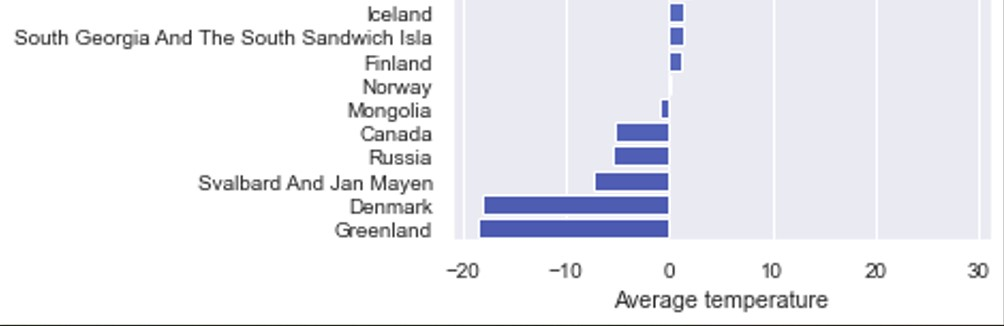 Iceland
South Georgia And The South Sandwich Isla
Finland
Norway
Mongolia
Canada
Russia
Svalbard And Jan Mayen
Denmark
Greenland
−20 −10 0 10 20 30
Average temperature